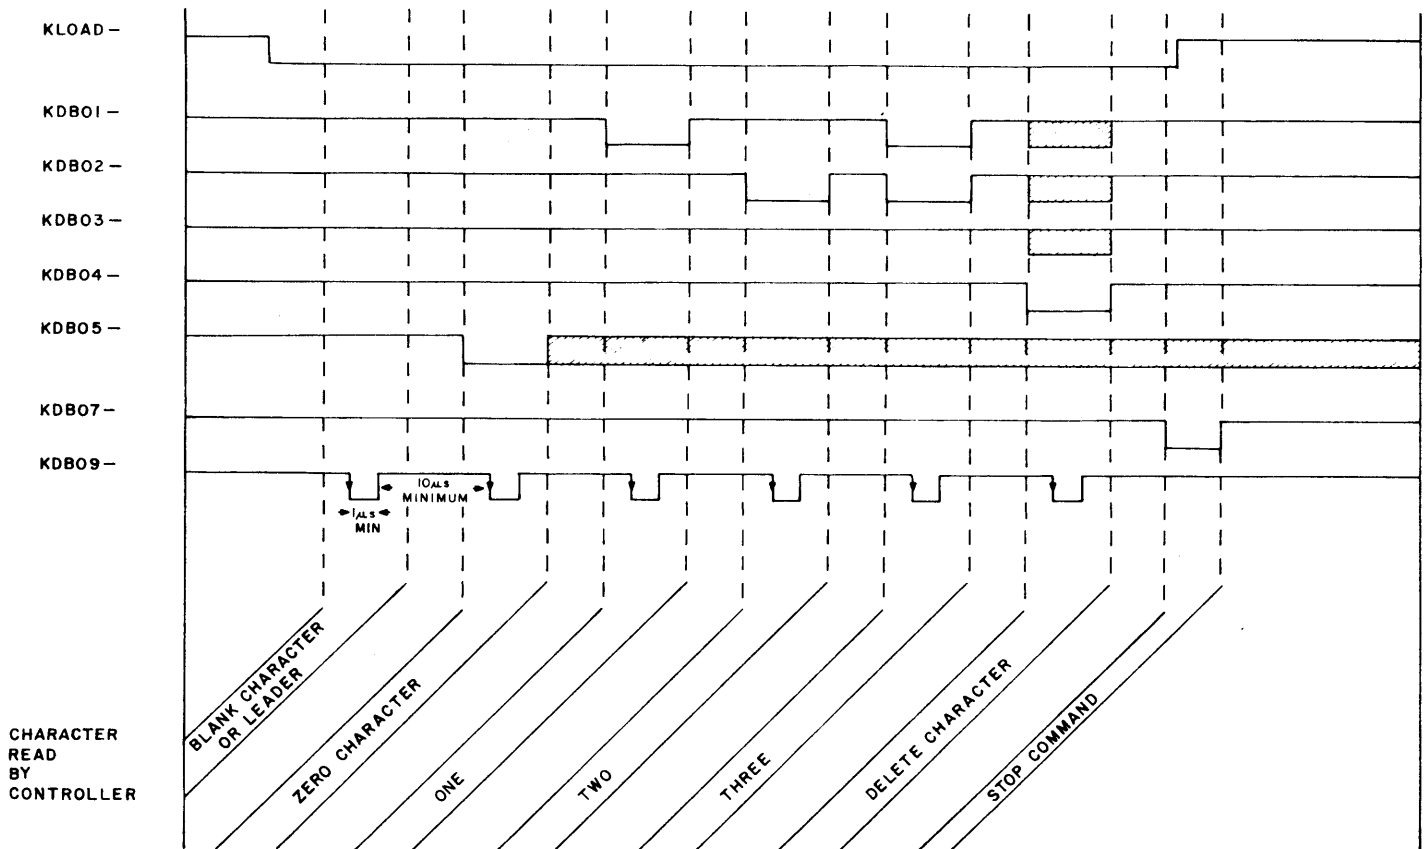 KLOAD-
KDB01-
KDB02-
KDB03-
KDB04-
KDB05-
KDB07-
KDB09-
10μs
MINIMUM
1μs
MIN
BLANK CHARACTER
OR LEADER
ZERO CHARACTER
ONE
TWO
THREE
DELETE CHARACTER
STOP COMMAND
CHARACTER
READ
BY
CONTROLLER